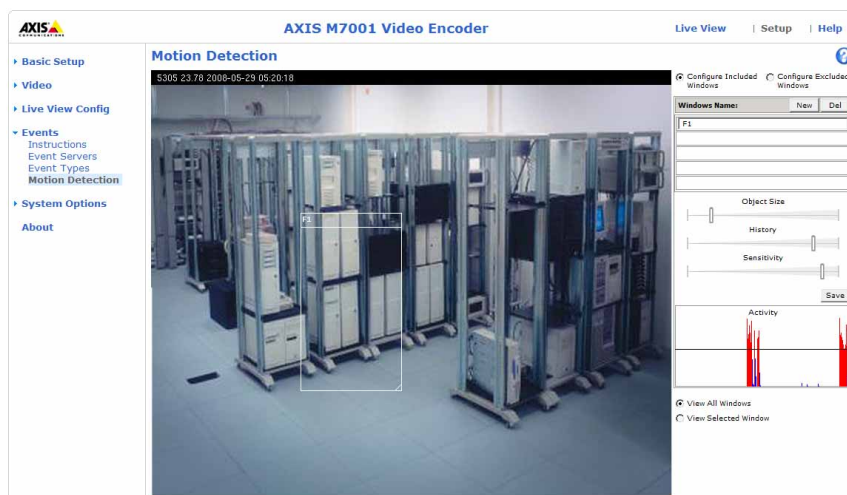 AXIS
COMMUNICATIONS
AXIS M7001 Video Encoder
Live View | Setup | Help
Basic Setup
Video
Live View Config
Events
Instructions
Event Servers
Event Types
Motion Detection
System Options
About
Motion Detection
5305 23.78 2008-05-29 05:20:18
F1
Configure Included Windows
Configure Excluded Windows
Windows Name: New Del
F1
Object Size
History
Sensitivity
Save
Activity
View All Windows
View Selected Window